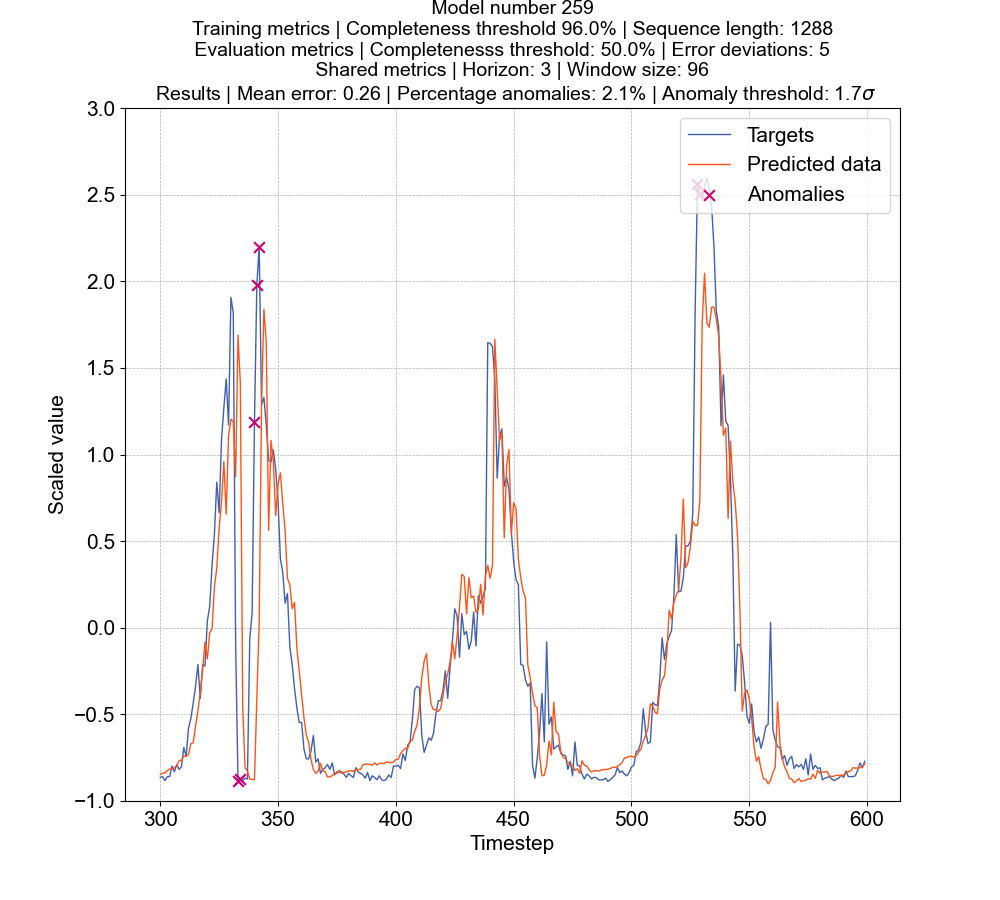 Model number 259
Training metrics | Completeness threshold 96.0% | Sequence length: 1288
Evaluation metrics | Completenesss threshold: 50.0% | Error deviations: 5
Shared metrics | Horizon: 3 | Window size: 96
Results | Mean error: 0.26 | Percentage anomalies: 2.1% | Anomaly threshold: 1.7σ
3.0
2.5
2.0
1.5
1.0
0.5
0.0
−0.5
−1.0
Scaled value
Targets
Predicted data
Anomalies
300 350 400 450 500 550 600
Timestep